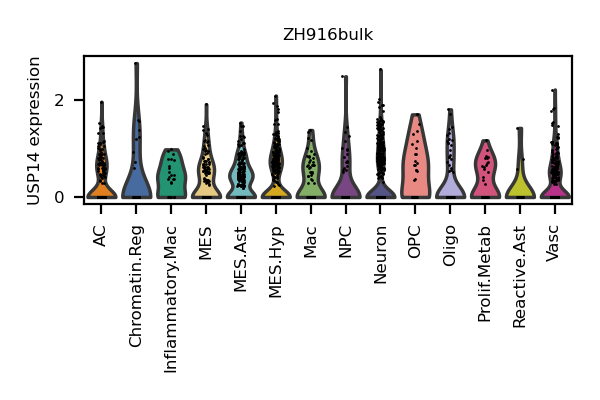 ZH916bulk
USP14 expression
2
0
AC
Chromatin.Reg
Inflammatory.Mac
MES
MES.Ast
MES.Hyp
Mac
NPC
Neuron
OPC
Oligo
Prolif.Metab
Reactive.Ast
Vasc